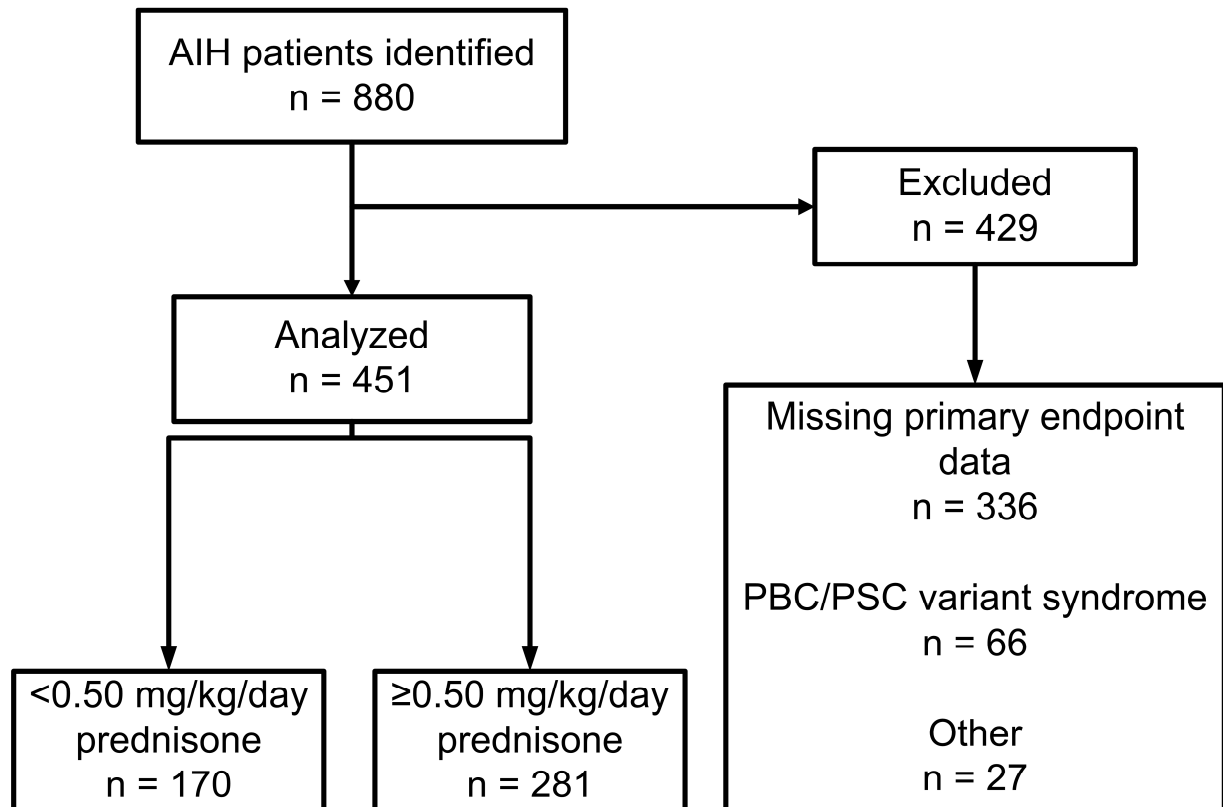 AIH patients identified
n = 880
Excluded
n = 429
Analyzed
n = 451
Missing primary endpoint
data
n = 336
PBC/PSC variant syndrome
n = 66
Other
n = 27
<0.50 mg/kg/day
prednisone
n = 170
≥0.50 mg/kg/day
prednisone
n = 281